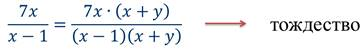 7x / (x − 1) = 7x · (x + y) / ((x − 1)(x + y)) ⟶ тождество